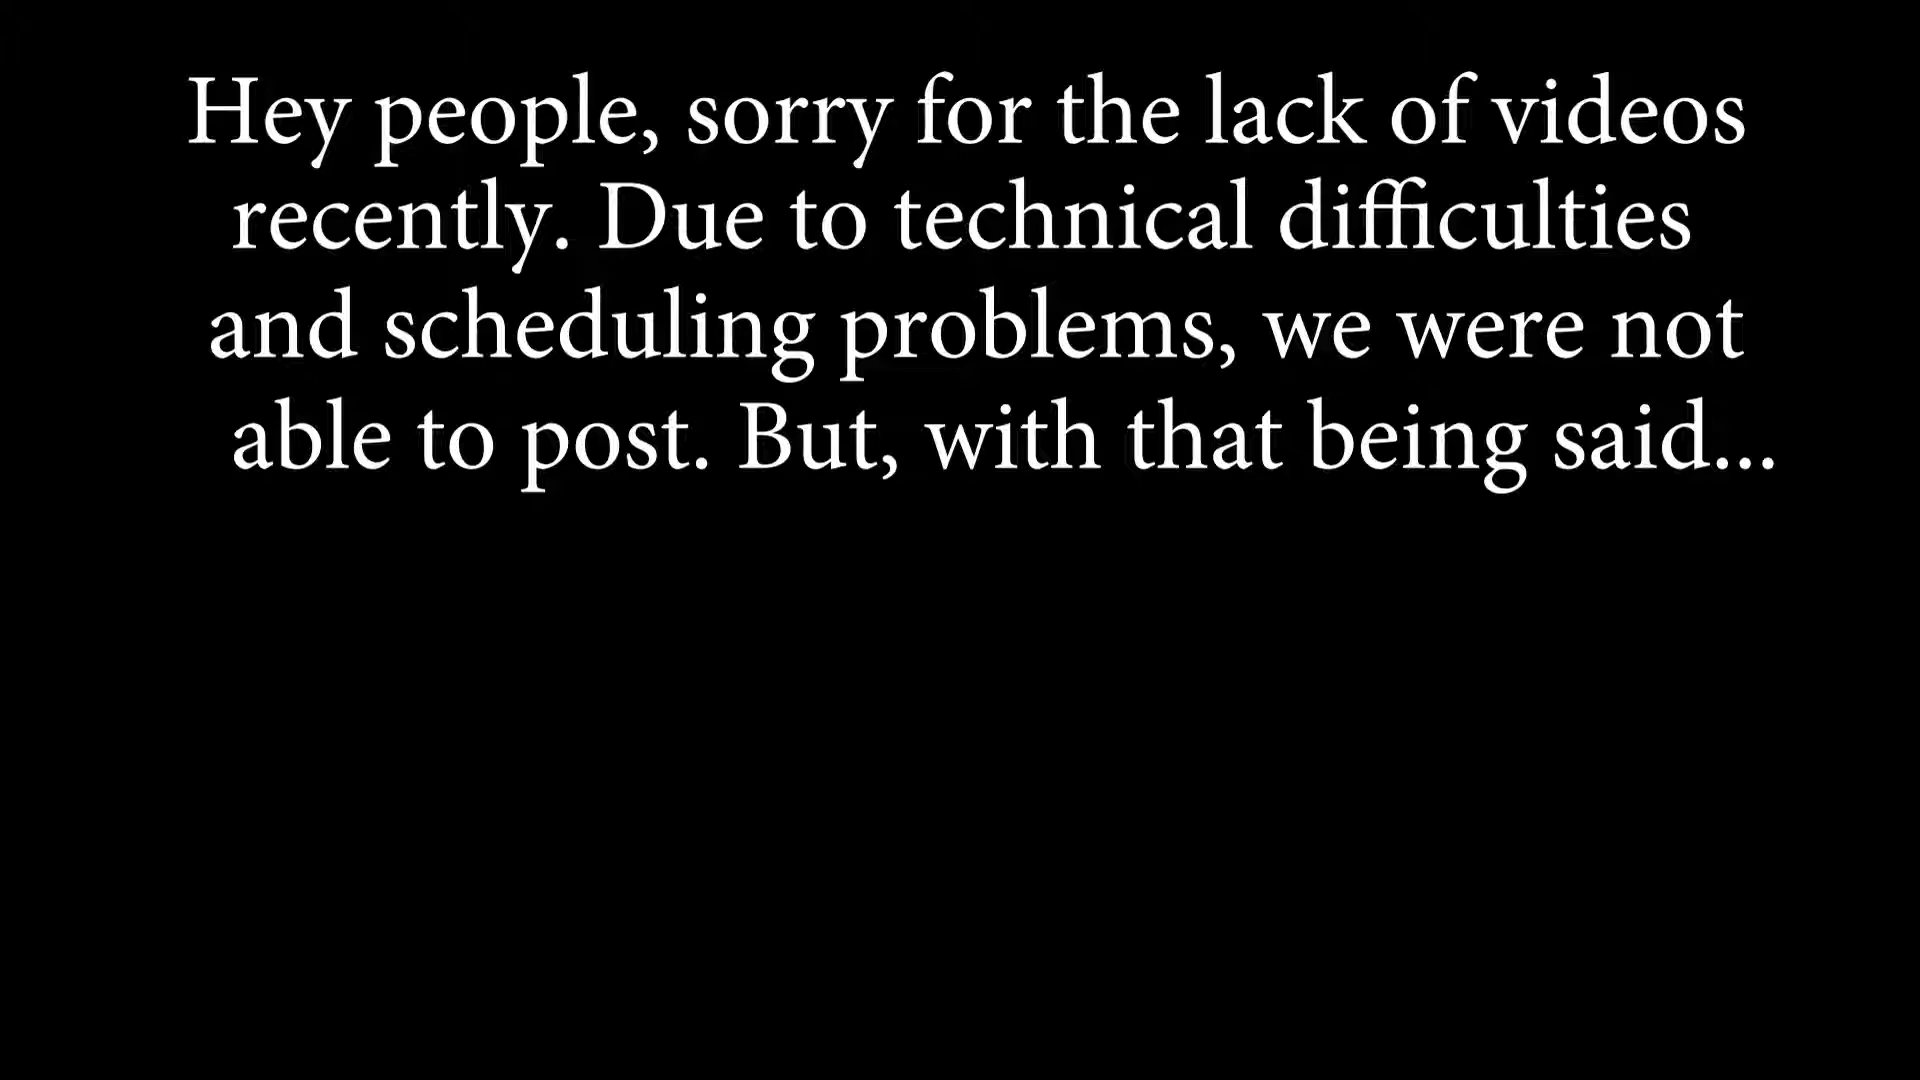 Hey people, sorry for the lack of videos
recently. Due to technical difficulties
and scheduling problems, we were not
able to post. But, with that being said...